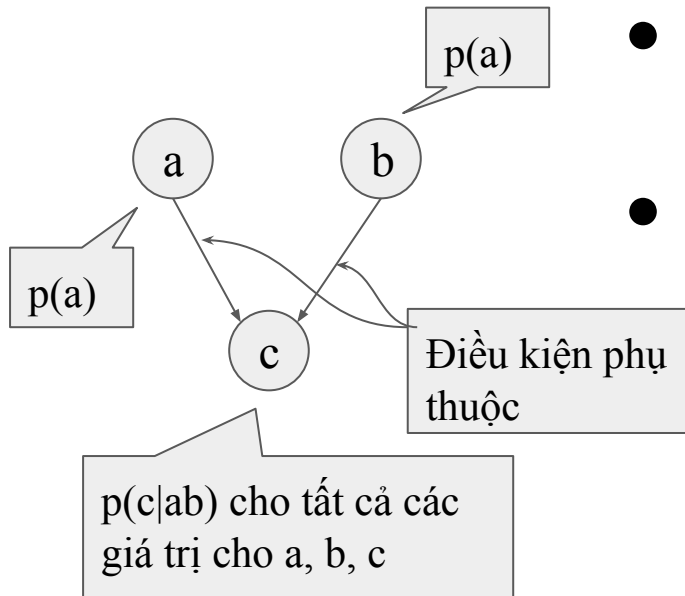 p(a)
a
b
p(a)
c
Điều kiện phụ
thuộc
p(c|ab) cho tất cả các
giá trị cho a, b, c